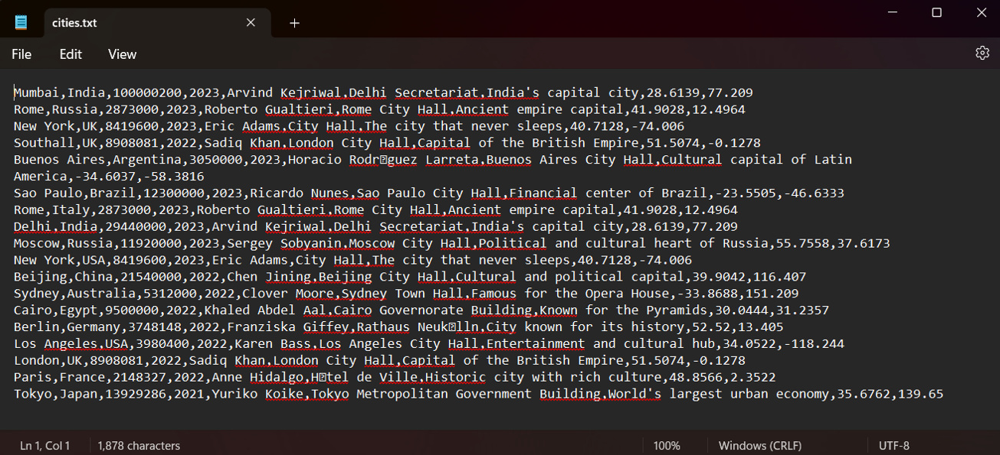 cities.txt
File Edit View
Mumbai,India,100000200,2023,Arvind Kejriwal,Delhi Secretariat,India's capital city,28.6139,77.209
Rome,Russia,2873000,2023,Roberto Gualtieri,Rome City Hall,Ancient empire capital,41.9028,12.4964
New York,UK,8419600,2023,Eric Adams,City Hall,The city that never sleeps,40.7128,-74.006
Southall,UK,8908081,2022,Sadiq Khan,London City Hall,Capital of the British Empire,51.5074,-0.1278
Buenos Aires,Argentina,3050000,2023,Horacio Rodr�guez Larreta,Buenos Aires City Hall,Cultural capital of Latin
America,-34.6037,-58.3816
Sao Paulo,Brazil,12300000,2023,Ricardo Nunes,Sao Paulo City Hall,Financial center of Brazil,-23.5505,-46.6333
Rome,Italy,2873000,2023,Roberto Gualtieri,Rome City Hall,Ancient empire capital,41.9028,12.4964
Delhi,India,29440000,2023,Arvind Kejriwal,Delhi Secretariat,India's capital city,28.6139,77.209
Moscow,Russia,11920000,2023,Sergey Sobyanin,Moscow City Hall,Political and cultural heart of Russia,55.7558,37.6173
New York,USA,8419600,2023,Eric Adams,City Hall,The city that never sleeps,40.7128,-74.006
Beijing,China,21540000,2022,Chen Jining,Beijing City Hall,Cultural and political capital,39.9042,116.407
Sydney,Australia,5312000,2022,Clover Moore,Sydney Town Hall,Famous for the Opera House,-33.8688,151.209
Cairo,Egypt,9500000,2022,Khaled Abdel Aal,Cairo Governorate Building,Known for the Pyramids,30.0444,31.2357
Berlin,Germany,3748148,2022,Franziska Giffey,Rathaus Neuk�lln,City known for its history,52.52,13.405
Los Angeles,USA,3980400,2022,Karen Bass,Los Angeles City Hall,Entertainment and cultural hub,34.0522,-118.244
London,UK,8908081,2022,Sadiq Khan,London City Hall,Capital of the British Empire,51.5074,-0.1278
Paris,France,2148327,2022,Anne Hidalgo,H�tel de Ville,Historic city with rich culture,48.8566,2.3522
Tokyo,Japan,13929286,2021,Yuriko Koike,Tokyo Metropolitan Government Building,World's largest urban economy,35.6762,139.65
Ln 1, Col 1 1,878 characters 100% Windows (CRLF) UTF-8